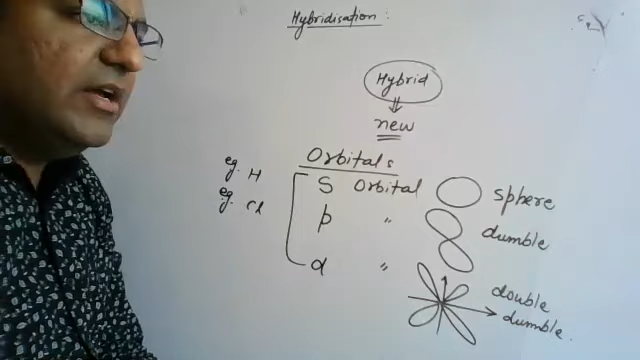 Hybridisation :
Hybrid
new
Orbitals
eg. H
S Orbital sphere
eg. Cl
p " dumble
d " double
dumble.